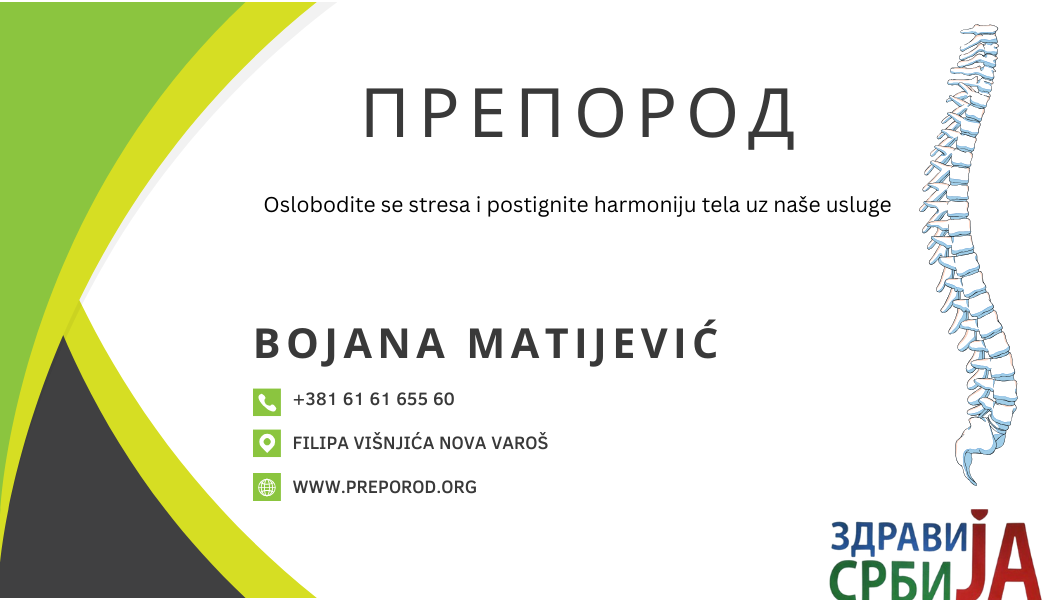 ПРЕПОРОД
Oslobodite se stresa i postignite harmoniju tela uz naše usluge
BOJANA MATIJEVIĆ
+381 61 61 655 60
FILIPA VIŠNJIĆA NOVA VAROŠ
WWW.PREPOROD.ORG
ЗДРАВИЈА
СРБИЈА